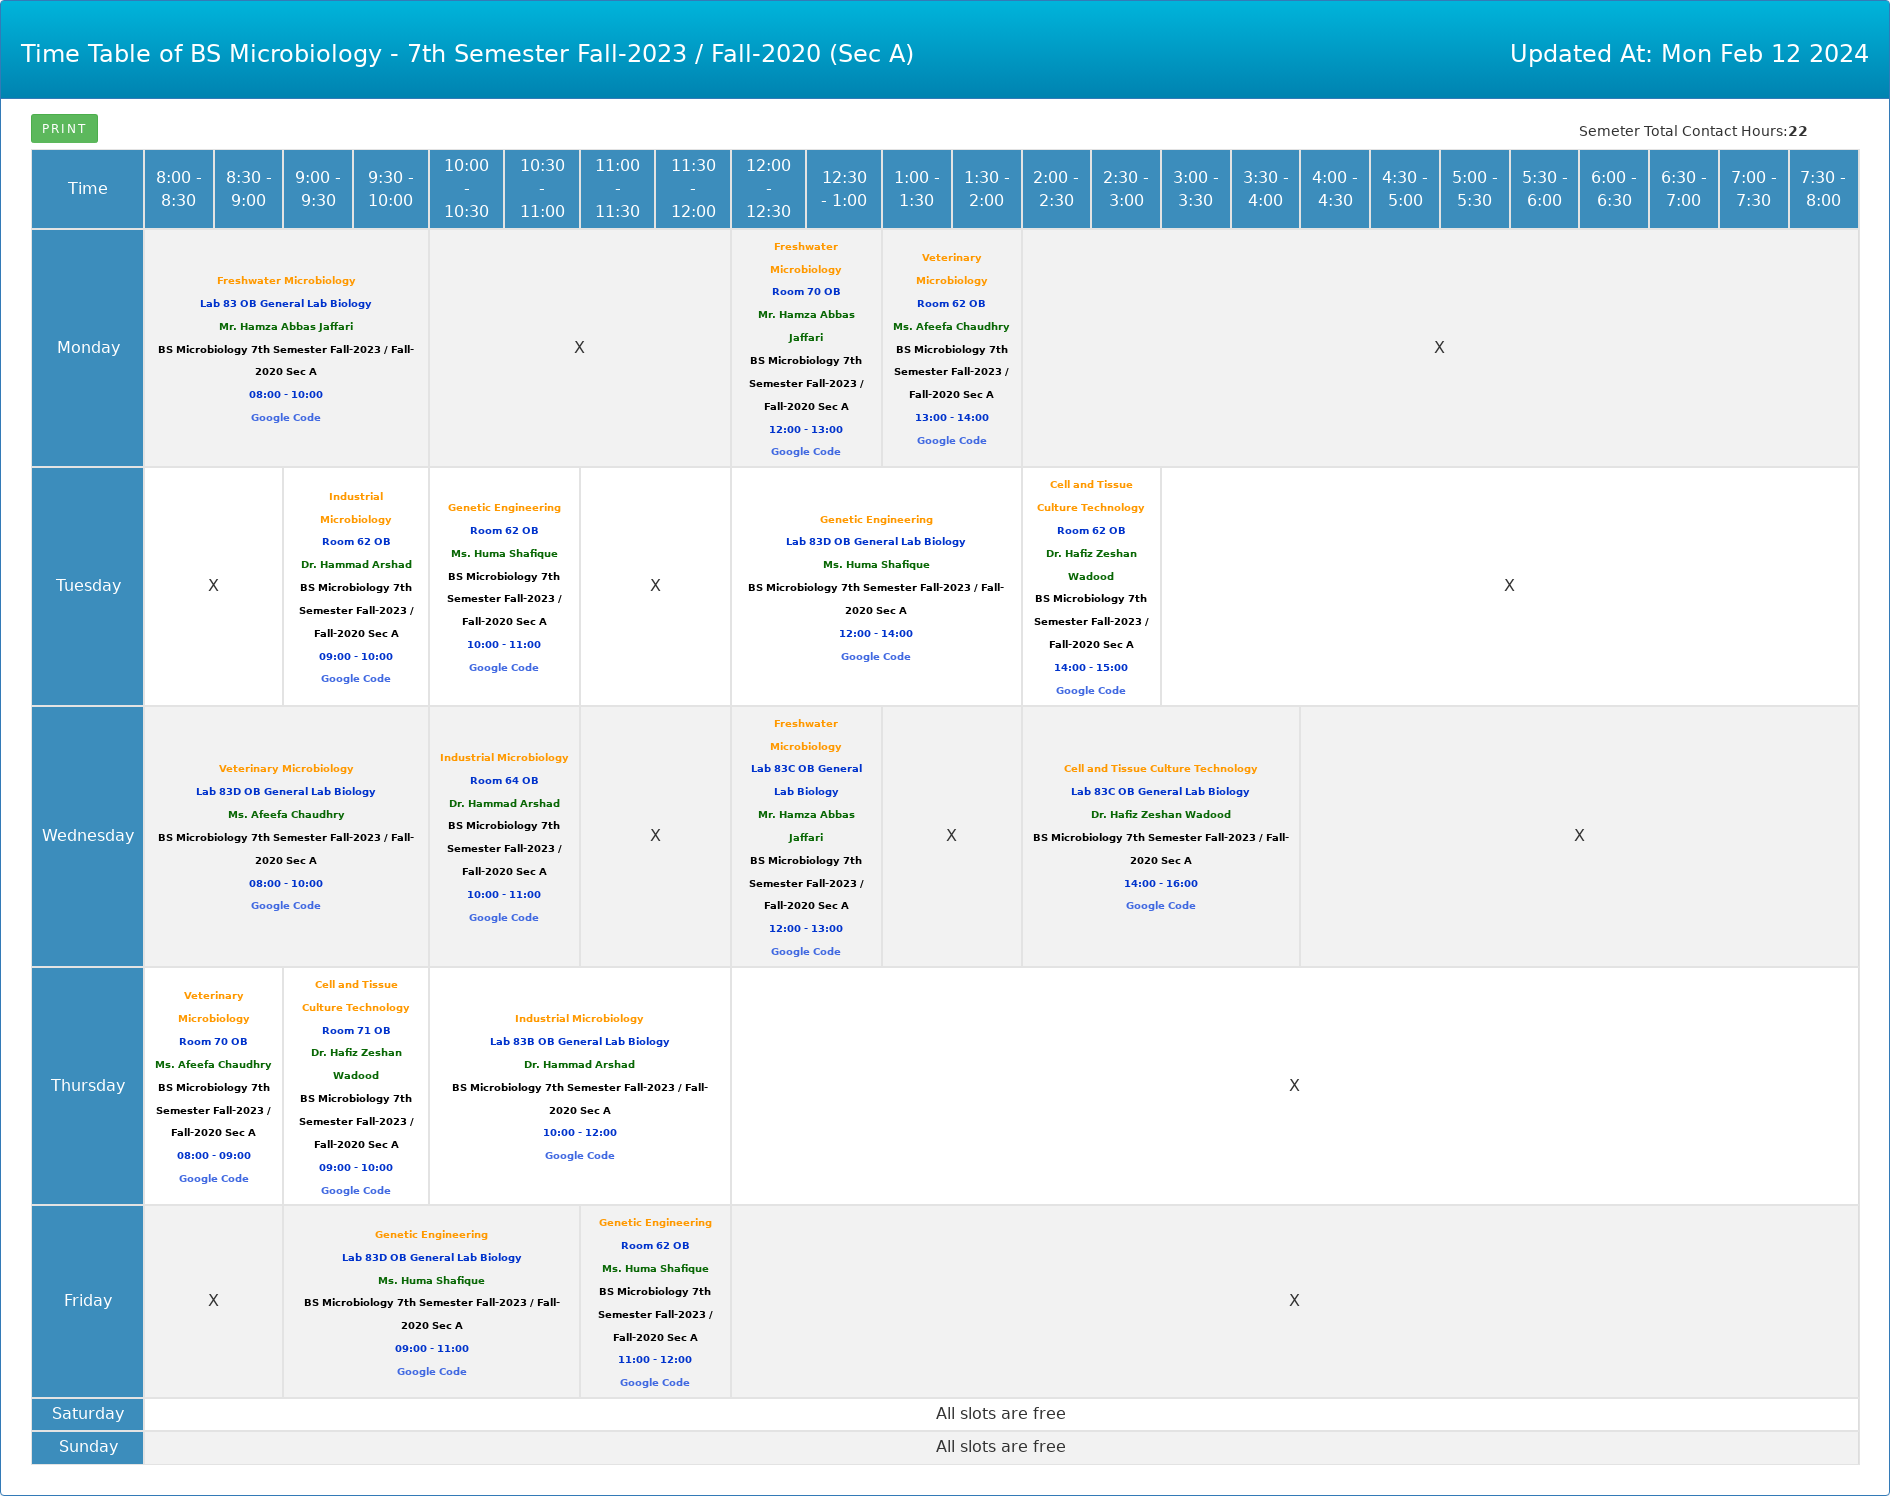 Time Table of BS Microbiology - 7th Semester Fall-2023 / Fall-2020 (Sec A)
Updated At: Mon Feb 12 2024
PRINT
Semeter Total Contact Hours:22
Time
8:00 -
8:30
8:30 -
9:00
9:00 -
9:30
9:30 -
10:00
10:00
-
10:30
10:30
-
11:00
11:00
-
11:30
11:30
-
12:00
12:00
-
12:30
12:30
- 1:00
1:00 -
1:30
1:30 -
2:00
2:00 -
2:30
2:30 -
3:00
3:00 -
3:30
3:30 -
4:00
4:00 -
4:30
4:30 -
5:00
5:00 -
5:30
5:30 -
6:00
6:00 -
6:30
6:30 -
7:00
7:00 -
7:30
7:30 -
8:00
Monday
Freshwater Microbiology
Lab 83 OB General Lab Biology
Mr. Hamza Abbas Jaffari
BS Microbiology 7th Semester Fall-2023 / Fall-
2020 Sec A
08:00 - 10:00
Google Code
X
Freshwater
Microbiology
Room 70 OB
Mr. Hamza Abbas
Jaffari
BS Microbiology 7th
Semester Fall-2023 /
Fall-2020 Sec A
12:00 - 13:00
Google Code
Veterinary
Microbiology
Room 62 OB
Ms. Afeefa Chaudhry
BS Microbiology 7th
Semester Fall-2023 /
Fall-2020 Sec A
13:00 - 14:00
Google Code
X
Tuesday
X
Industrial
Microbiology
Room 62 OB
Dr. Hammad Arshad
BS Microbiology 7th
Semester Fall-2023 /
Fall-2020 Sec A
09:00 - 10:00
Google Code
Genetic Engineering
Room 62 OB
Ms. Huma Shafique
BS Microbiology 7th
Semester Fall-2023 /
Fall-2020 Sec A
10:00 - 11:00
Google Code
X
Genetic Engineering
Lab 83D OB General Lab Biology
Ms. Huma Shafique
BS Microbiology 7th Semester Fall-2023 / Fall-
2020 Sec A
12:00 - 14:00
Google Code
Cell and Tissue
Culture Technology
Room 62 OB
Dr. Hafiz Zeshan
Wadood
BS Microbiology 7th
Semester Fall-2023 /
Fall-2020 Sec A
14:00 - 15:00
Google Code
X
Wednesday
Veterinary Microbiology
Lab 83D OB General Lab Biology
Ms. Afeefa Chaudhry
BS Microbiology 7th Semester Fall-2023 / Fall-
2020 Sec A
08:00 - 10:00
Google Code
Industrial Microbiology
Room 64 OB
Dr. Hammad Arshad
BS Microbiology 7th
Semester Fall-2023 /
Fall-2020 Sec A
10:00 - 11:00
Google Code
X
Freshwater
Microbiology
Lab 83C OB General
Lab Biology
Mr. Hamza Abbas
Jaffari
BS Microbiology 7th
Semester Fall-2023 /
Fall-2020 Sec A
12:00 - 13:00
Google Code
X
Cell and Tissue Culture Technology
Lab 83C OB General Lab Biology
Dr. Hafiz Zeshan Wadood
BS Microbiology 7th Semester Fall-2023 / Fall-
2020 Sec A
14:00 - 16:00
Google Code
X
Thursday
Veterinary
Microbiology
Room 70 OB
Ms. Afeefa Chaudhry
BS Microbiology 7th
Semester Fall-2023 /
Fall-2020 Sec A
08:00 - 09:00
Google Code
Cell and Tissue
Culture Technology
Room 71 OB
Dr. Hafiz Zeshan
Wadood
BS Microbiology 7th
Semester Fall-2023 /
Fall-2020 Sec A
09:00 - 10:00
Google Code
Industrial Microbiology
Lab 83B OB General Lab Biology
Dr. Hammad Arshad
BS Microbiology 7th Semester Fall-2023 / Fall-
2020 Sec A
10:00 - 12:00
Google Code
X
Friday
X
Genetic Engineering
Lab 83D OB General Lab Biology
Ms. Huma Shafique
BS Microbiology 7th Semester Fall-2023 / Fall-
2020 Sec A
09:00 - 11:00
Google Code
Genetic Engineering
Room 62 OB
Ms. Huma Shafique
BS Microbiology 7th
Semester Fall-2023 /
Fall-2020 Sec A
11:00 - 12:00
Google Code
X
Saturday
All slots are free
Sunday
All slots are free